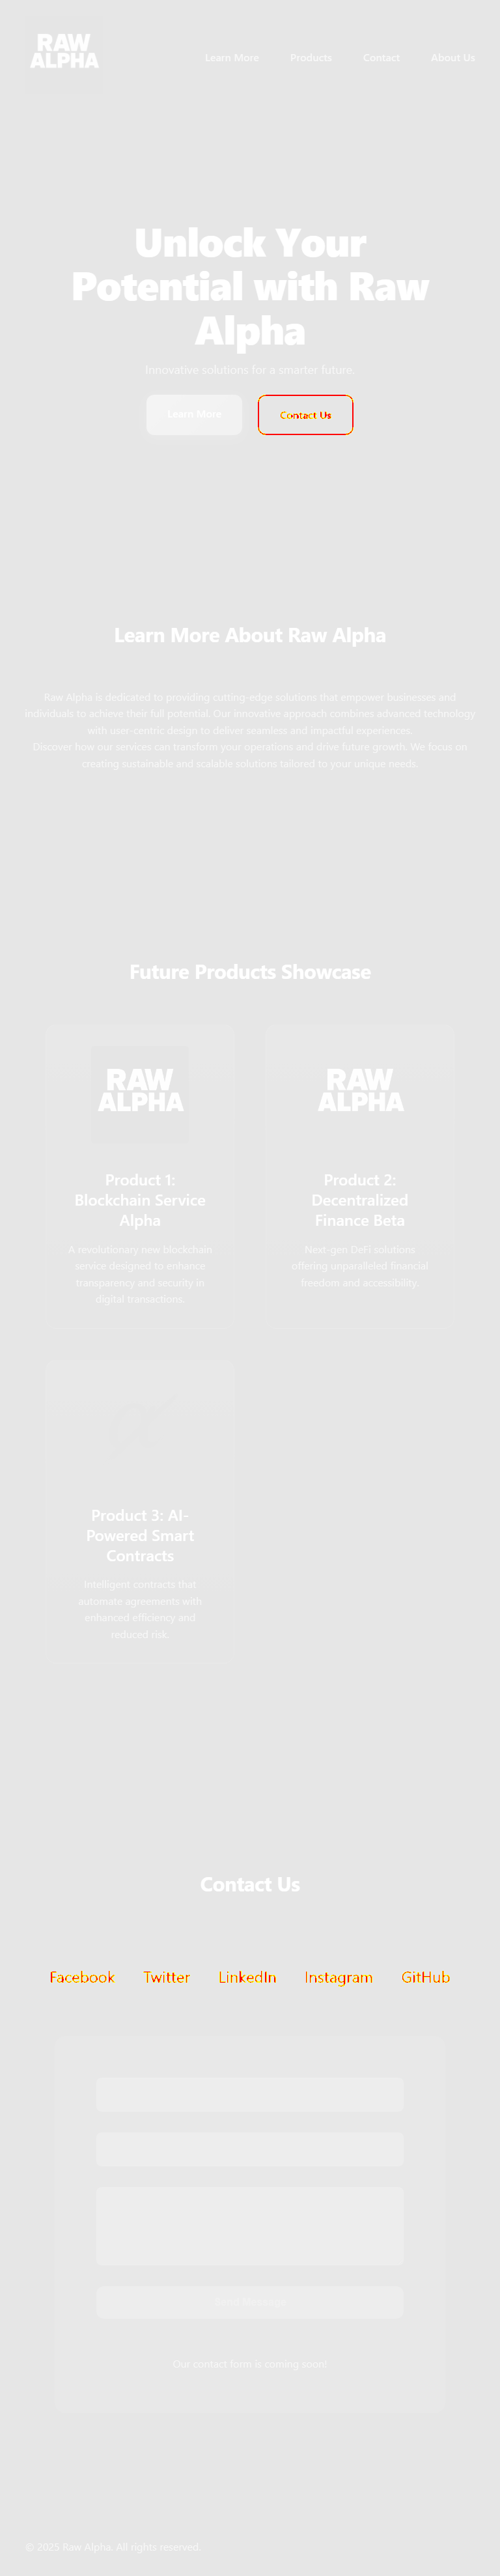 RAW
ALPHA
Learn More Products Contact About Us
Unlock Your
Potential with Raw
Alpha
Innovative solutions for a smarter future.
Learn More Contact Us
Learn More About Raw Alpha
Raw Alpha is dedicated to providing cutting-edge solutions that empower businesses and
individuals to achieve their full potential. Our innovative approach combines advanced technology
with user-centric design to deliver seamless and impactful experiences.
Discover how our services can transform your operations and drive future growth. We focus on
creating sustainable and scalable solutions tailored to your unique needs.
Future Products Showcase
RAW
ALPHA
Product 1:
Blockchain Service
Alpha
A revolutionary new blockchain
service designed to enhance
transparency and security in
digital transactions.
RAW
ALPHA
Product 2:
Decentralized
Finance Beta
Next-gen DeFi solutions
offering unparalleled financial
freedom and accessibility.
Product 3: AI-
Powered Smart
Contracts
Intelligent contracts that
automate agreements with
enhanced efficiency and
reduced risk.
Contact Us
Facebook Twitter LinkedIn Instagram GitHub
Send Message
Our contact form is coming soon!
© 2025 Raw Alpha. All rights reserved.